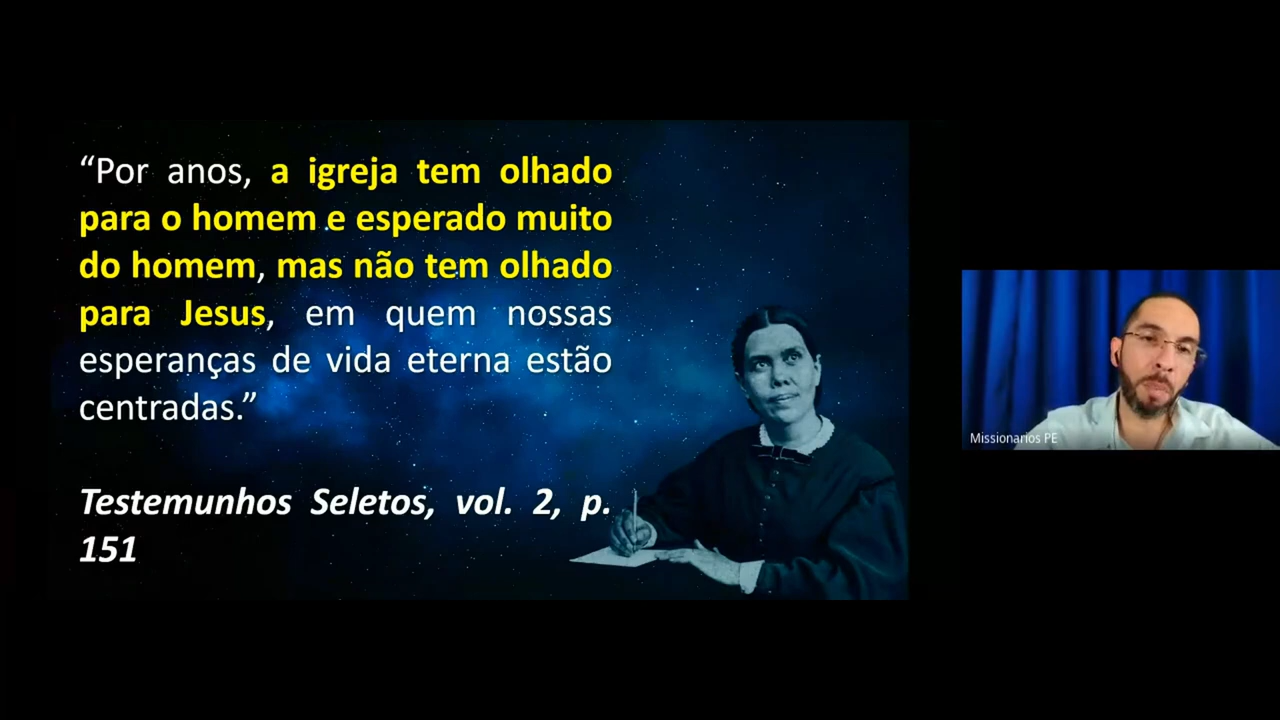 “Por anos, a igreja tem olhado
para o homem e esperado muito
do homem, mas não tem olhado
para Jesus, em quem nossas
esperanças de vida eterna estão
centradas.”
Testemunhos Seletos, vol. 2, p.
151
Missionarios PE